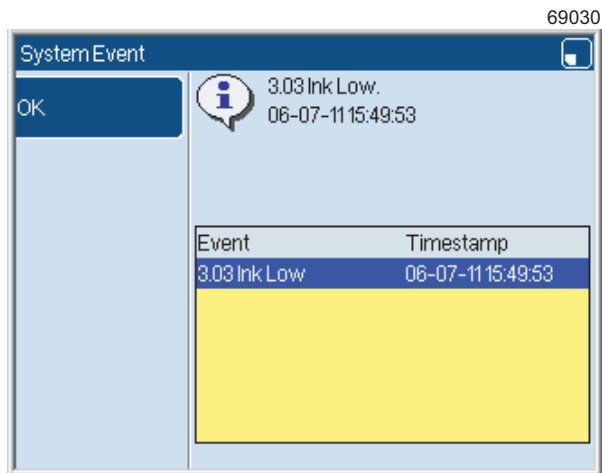 69030
System Event
OK
3.03 Ink Low.
06-07-11 15:49:53
Event Timestamp
3.03 Ink Low 06-07-11 15:49:53